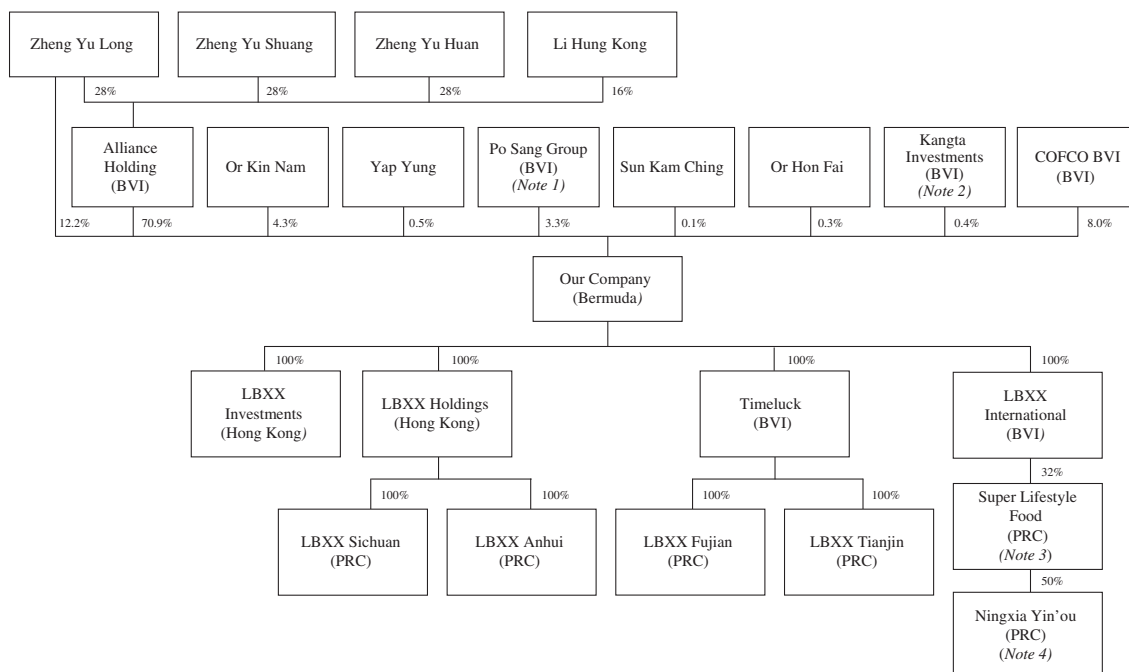 Zheng Yu Long
Zheng Yu Shuang
Zheng Yu Huan
Li Hung Kong
28%
28%
28%
16%
Alliance
Holding
(BVI)
Or Kin Nam
Yap Yung
Po Sang Group
(BVI)
(Note 1)
Sun Kam Ching
Or Hon Fai
Kangta
Investments
(BVI)
(Note 2)
COFCO BVI
(BVI)
12.2%
70.9%
4.3%
0.5%
3.3%
0.1%
0.3%
0.4%
8.0%
Our Company
(Bermuda)
100%
100%
100%
100%
LBXX
Investments
(Hong Kong)
LBXX Holdings
(Hong Kong)
Timeluck
(BVI)
LBXX
International
(BVI)
32%
100%
100%
100%
100%
LBXX Sichuan
(PRC)
LBXX Anhui
(PRC)
LBXX Fujian
(PRC)
LBXX Tianjin
(PRC)
Super Lifestyle
Food
(PRC)
(Note 3)
50%
Ningxia Yin’ou
(PRC)
(Note 4)